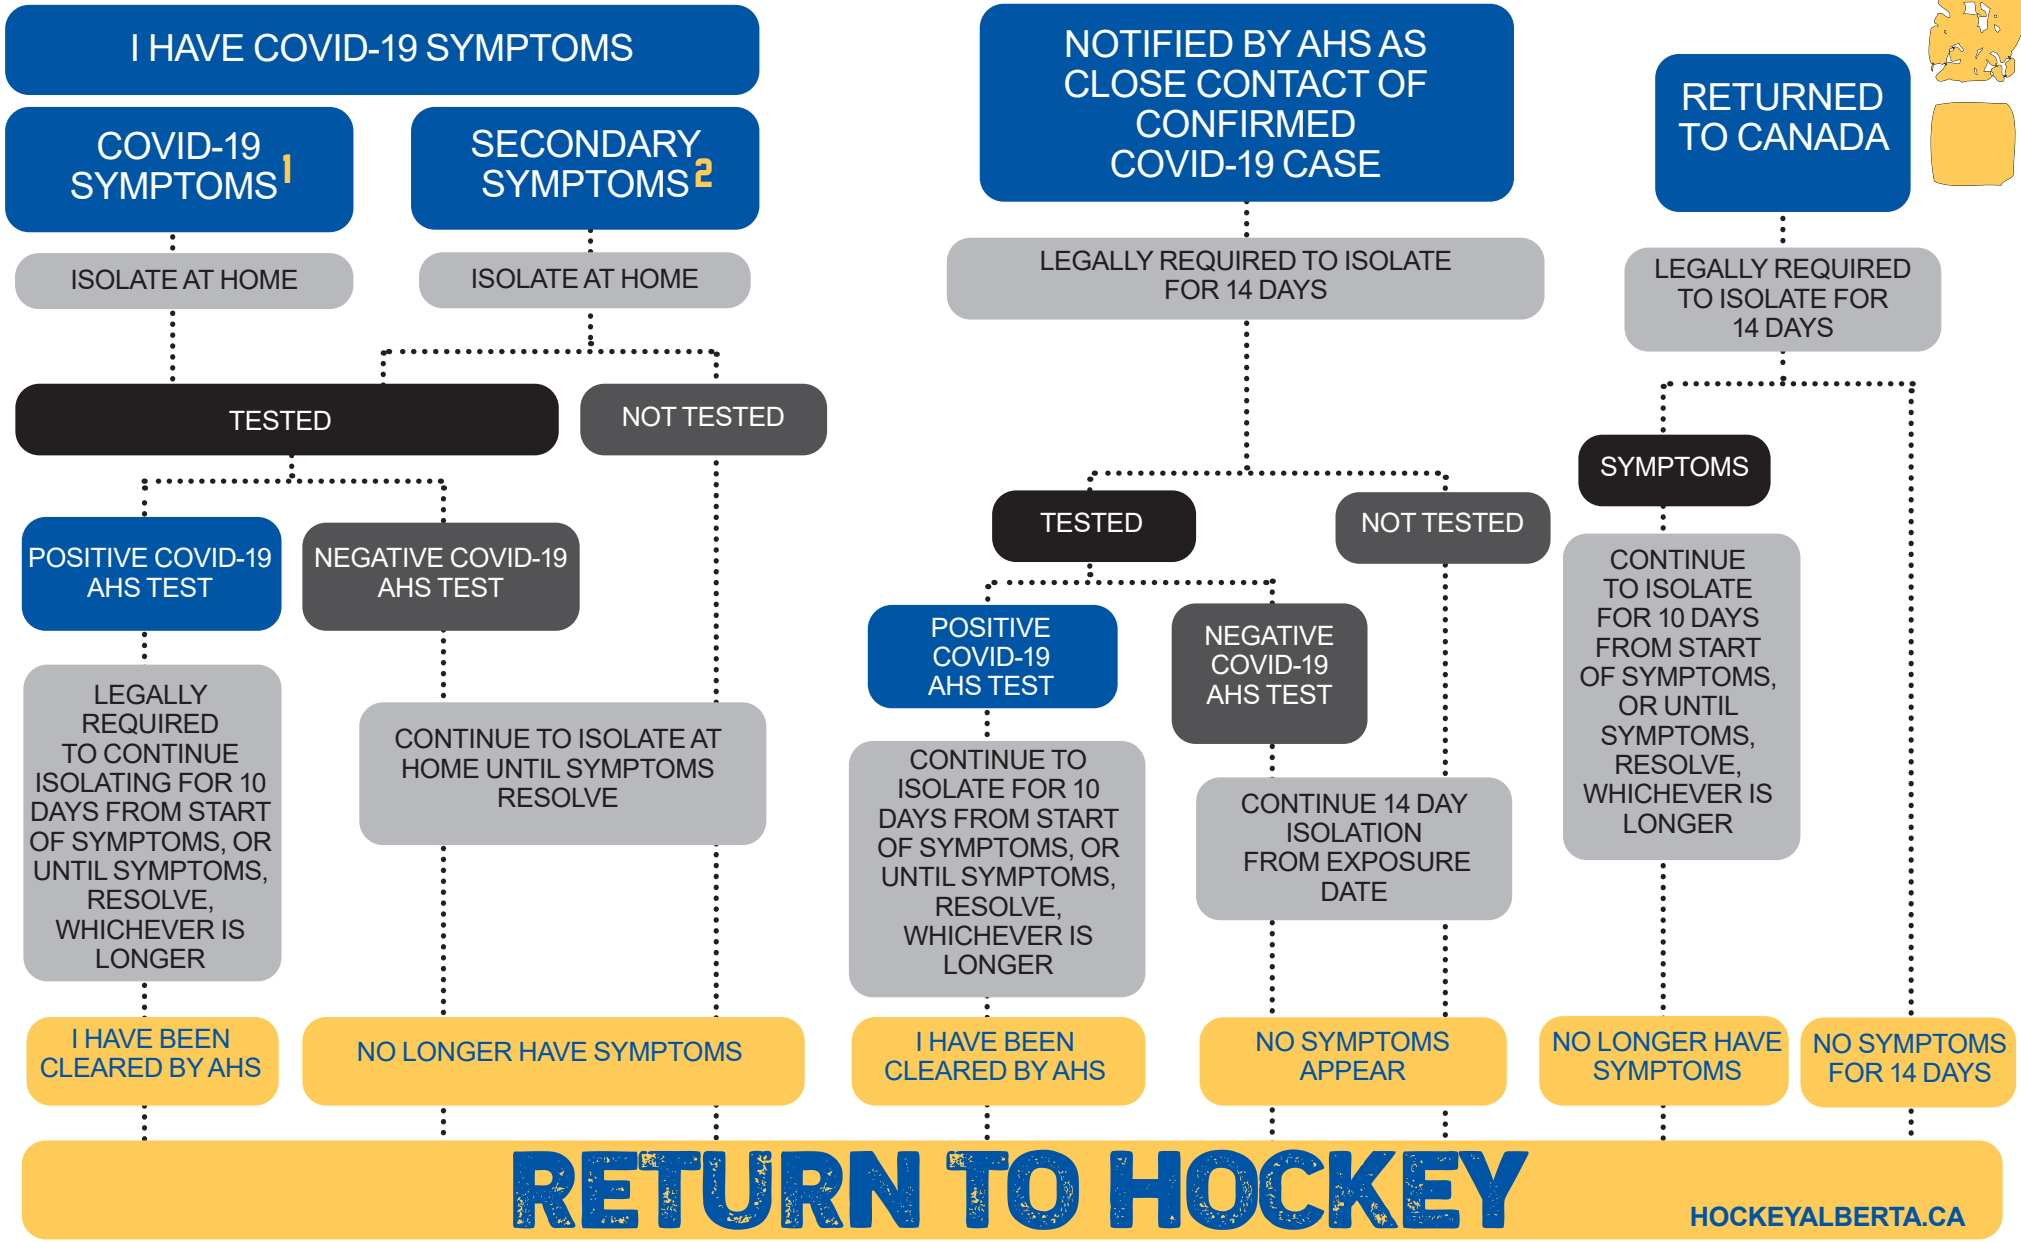 I HAVE COVID-19 SYMPTOMS
COVID-19
SYMPTOMS1
SECONDARY
SYMPTOMS2
ISOLATE AT HOME
ISOLATE AT HOME
TESTED
NOT TESTED
POSITIVE COVID-19
AHS TEST
NEGATIVE COVID-19
AHS TEST
LEGALLY
REQUIRED
TO CONTINUE
ISOLATING FOR 10
DAYS FROM START
OF SYMPTOMS, OR
UNTIL SYMPTOMS,
RESOLVE,
WHICHEVER IS
LONGER
CONTINUE TO ISOLATE AT
HOME UNTIL SYMPTOMS
RESOLVE
I HAVE BEEN
CLEARED BY AHS
NO LONGER HAVE SYMPTOMS
NOTIFIED BY AHS AS
CLOSE CONTACT OF
CONFIRMED
COVID-19 CASE
LEGALLY REQUIRED TO ISOLATE
FOR 14 DAYS
TESTED
NOT TESTED
POSITIVE
COVID-19
AHS TEST
NEGATIVE
COVID-19
AHS TEST
CONTINUE TO
ISOLATE FOR 10
DAYS FROM START
OF SYMPTOMS, OR
UNTIL SYMPTOMS,
RESOLVE,
WHICHEVER IS
LONGER
CONTINUE 14 DAY
ISOLATION
FROM EXPOSURE
DATE
I HAVE BEEN
CLEARED BY AHS
NO SYMPTOMS
APPEAR
RETURNED
TO CANADA
LEGALLY REQUIRED
TO ISOLATE FOR
14 DAYS
SYMPTOMS
CONTINUE
TO ISOLATE
FOR 10 DAYS
FROM START
OF SYMPTOMS,
OR UNTIL
SYMPTOMS,
RESOLVE,
WHICHEVER IS
LONGER
NO LONGER HAVE
SYMPTOMS
NO SYMPTOMS
FOR 14 DAYS
RETURN TO HOCKEY
HOCKEYALBERTA.CA